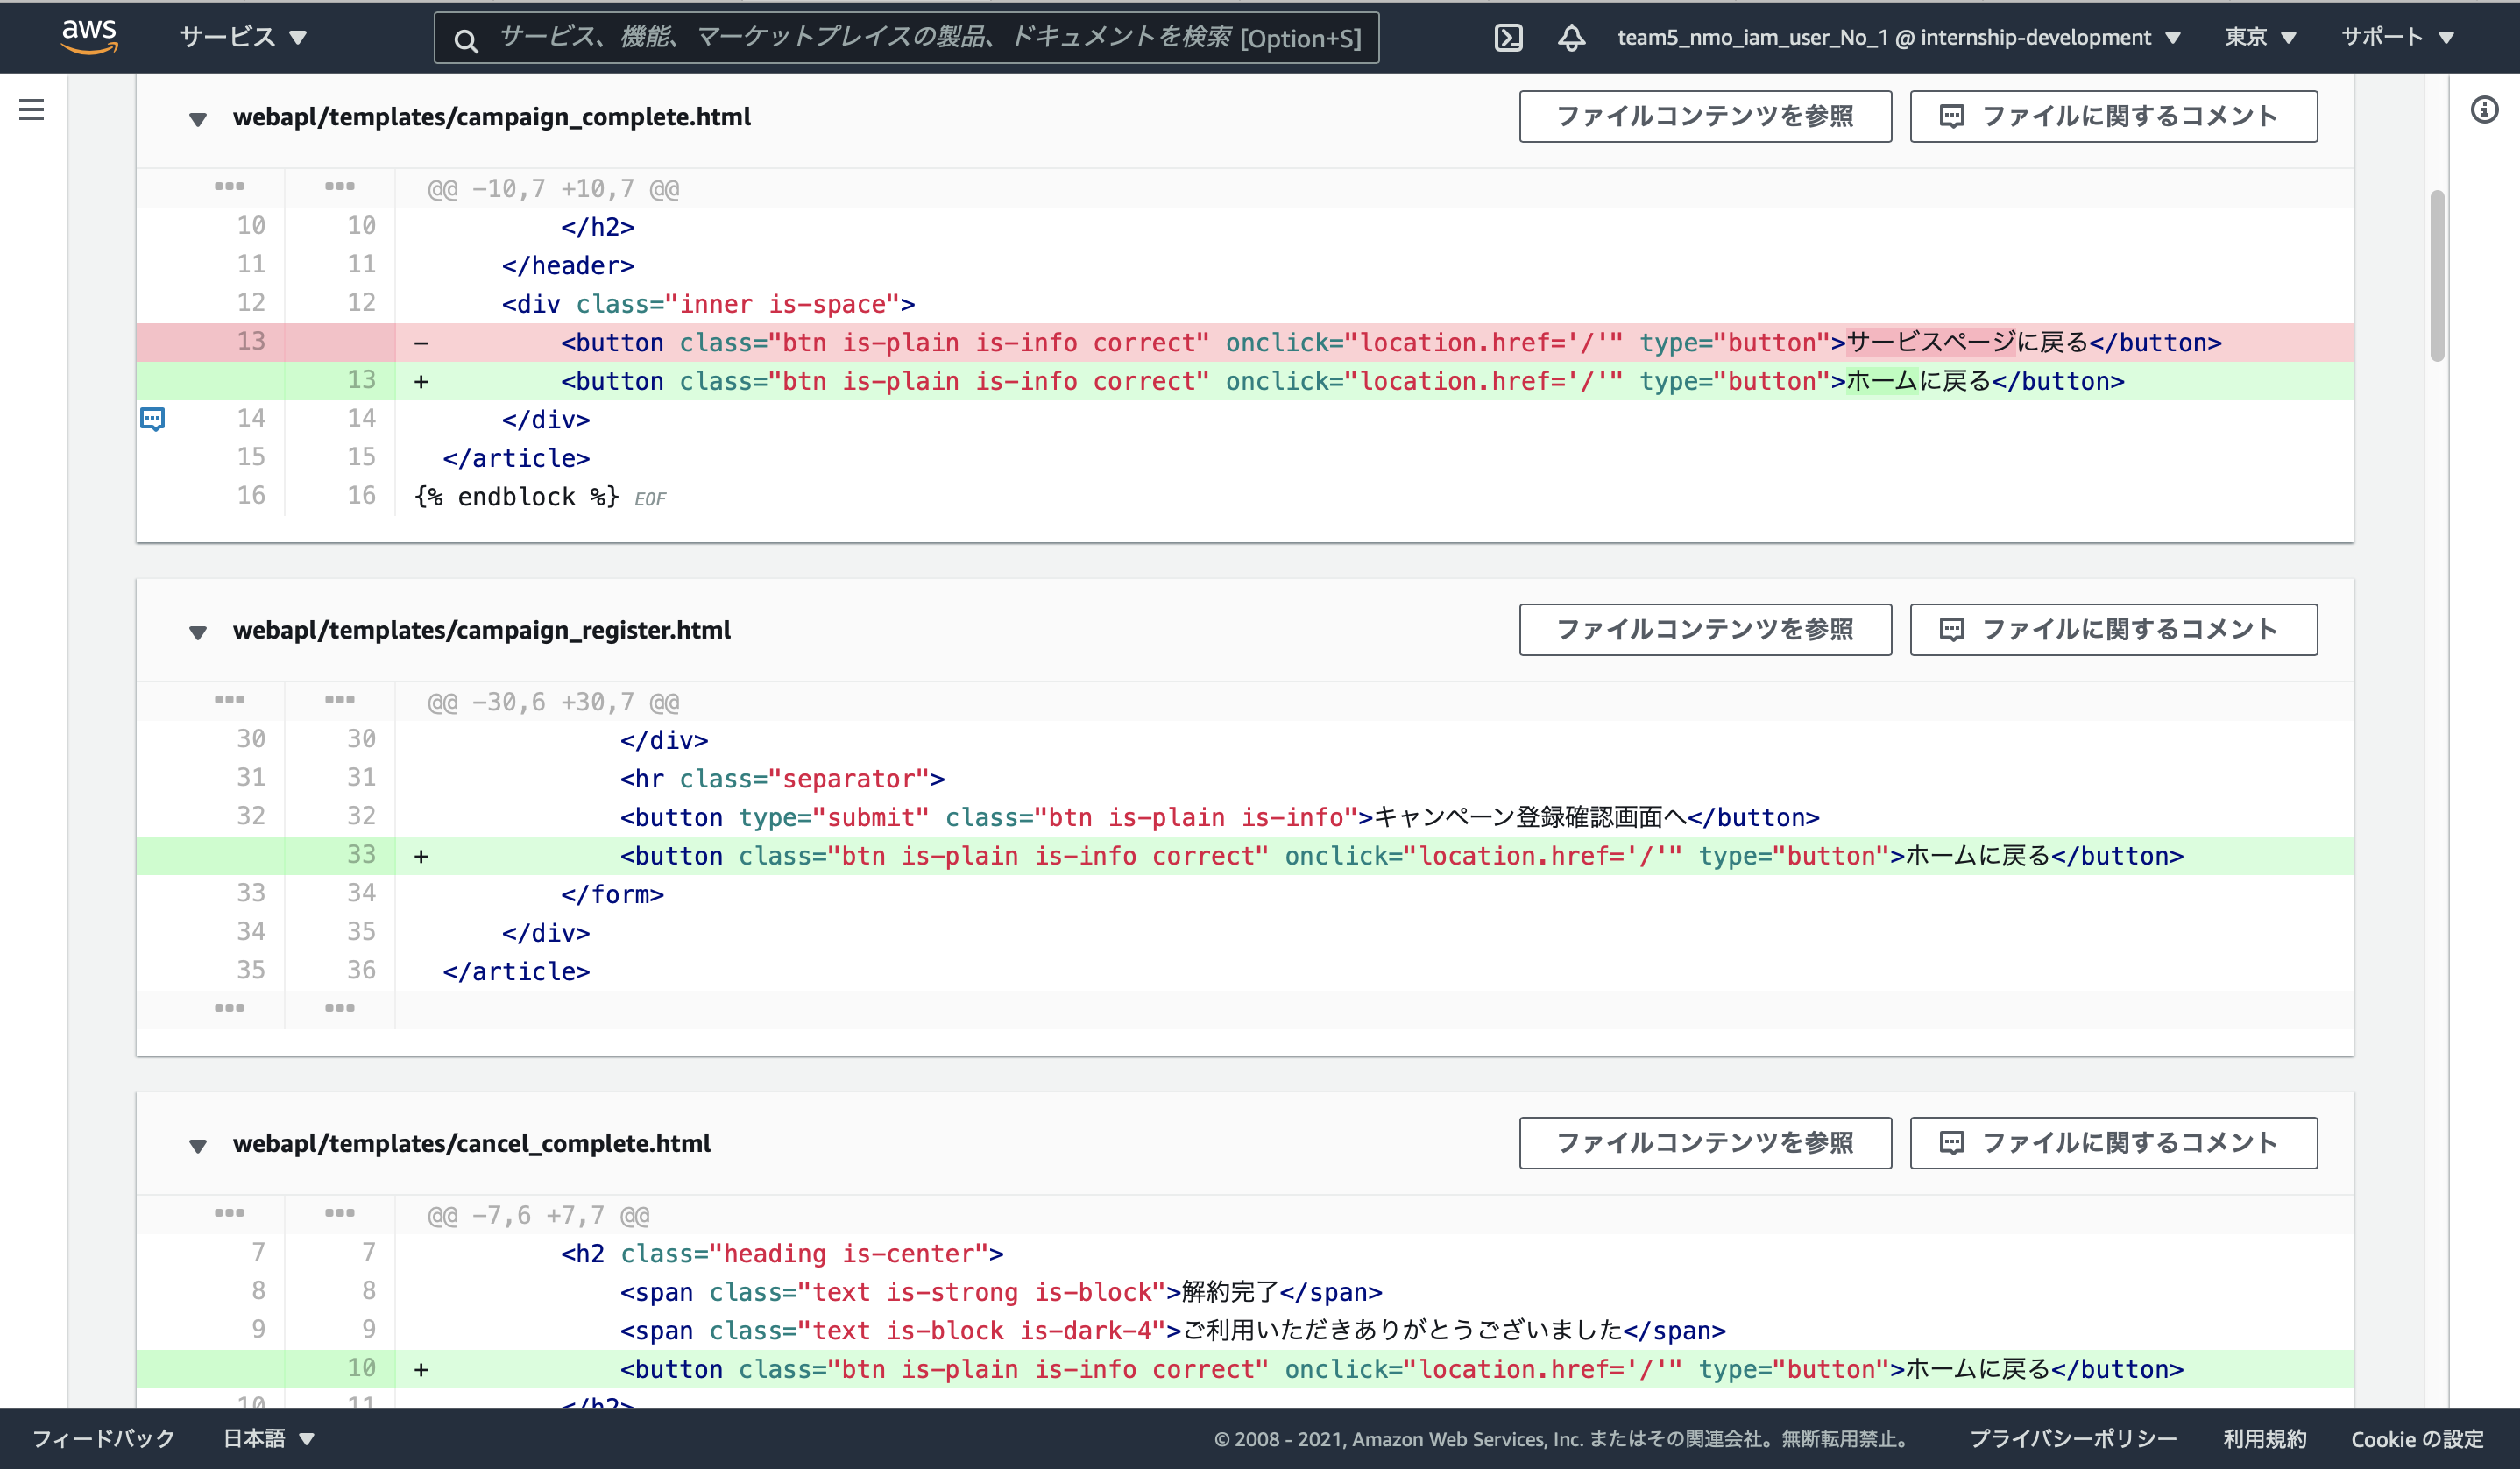 aws サービス ▼ サービス、機能、マーケットプレイスの製品、ドキュメントを検索 [Option+S] team5_nmo_iam_user_No_1 @ internship-development ▼ 東京 ▼ サポート ▼
webapl/templates/campaign_complete.html ファイルコンテンツを参照 ファイルに関するコメント
@@ -10,7 +10,7 @@
10 10 </h2>
11 11 </header>
12 12 <div class="inner is-space">
13 - <button class="btn is-plain is-info correct" onclick="location.href='/'" type="button">サービスページに戻る</button>
13 + <button class="btn is-plain is-info correct" onclick="location.href='/'" type="button">ホームに戻る</button>
14 14 </div>
15 15 </article>
16 16 {% endblock %} EOF
webapl/templates/campaign_register.html ファイルコンテンツを参照 ファイルに関するコメント
@@ -30,6 +30,7 @@
30 30 </div>
31 31 <hr class="separator">
32 32 <button type="submit" class="btn is-plain is-info">キャンペーン登録確認画面へ</button>
33 + <button class="btn is-plain is-info correct" onclick="location.href='/'" type="button">ホームに戻る</button>
33 34 </form>
34 35 </div>
35 36 </article>
webapl/templates/cancel_complete.html ファイルコンテンツを参照 ファイルに関するコメント
@@ -7,6 +7,7 @@
7 7 <h2 class="heading is-center">
8 8 <span class="text is-strong is-block">解約完了</span>
9 9 <span class="text is-block is-dark-4">ご利用いただきありがとうございました</span>
10 + <button class="btn is-plain is-info correct" onclick="location.href='/'" type="button">ホームに戻る</button>
10 11 </h2>
フィードバック 日本語 ▼ © 2008 - 2021, Amazon Web Services, Inc. またはその関連会社。無断転用禁止。 プライバシーポリシー 利用規約 Cookie の設定